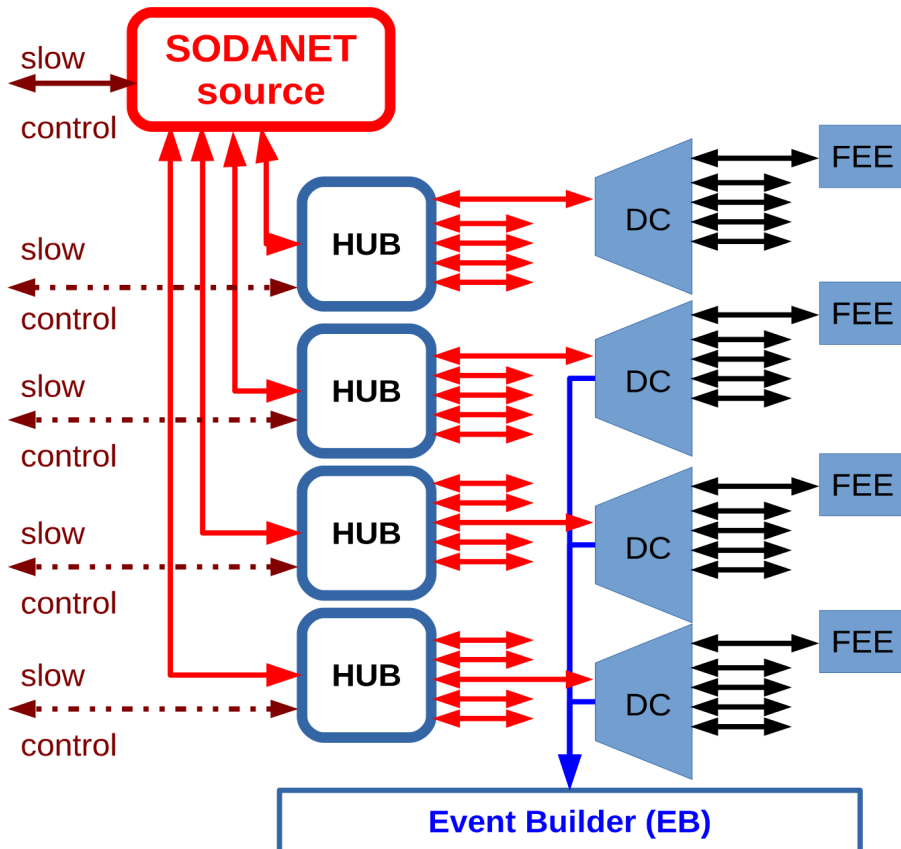 SODANET
source
slow
control
FEE
HUB
DC
slow
control
FEE
HUB
DC
slow
control
FEE
HUB
DC
slow
control
FEE
HUB
DC
slow
control
Event Builder (EB)